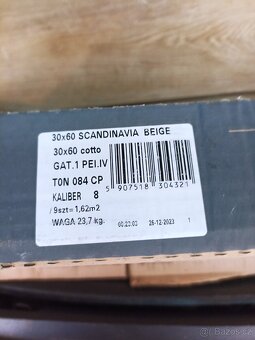 30x60 SCANDINAVIA BEIGE
30x60 cotto
GAT.1 PEI.IV
TON 084 CP
KALIBER 8
/ 9szt= 1,62m2
WAGA 23,7 kg.
5 907518 304321
26-12-2023 1